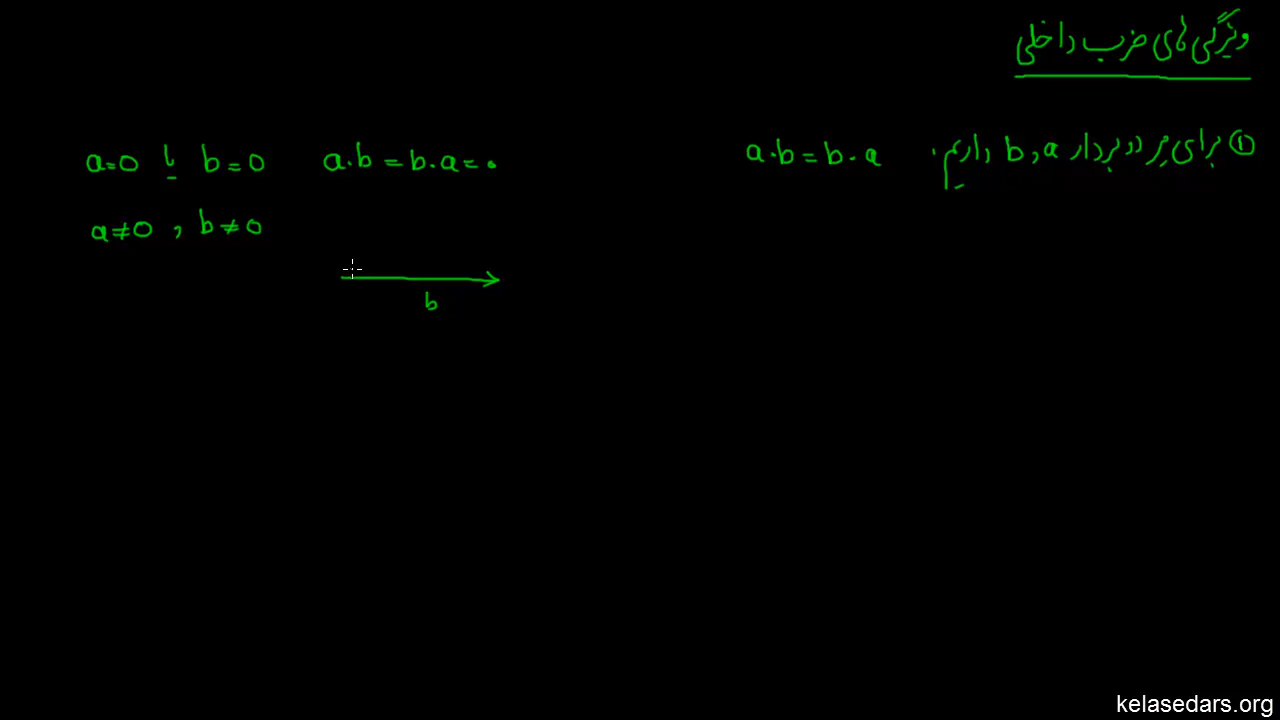 ویژگی های ضرب داخلی
① برای هر دو بردار a و b داریم: a.b = b.a
a=0 یا b=0 a.b = b.a = 0
a≠0 , b≠0
b
kelasedars.org